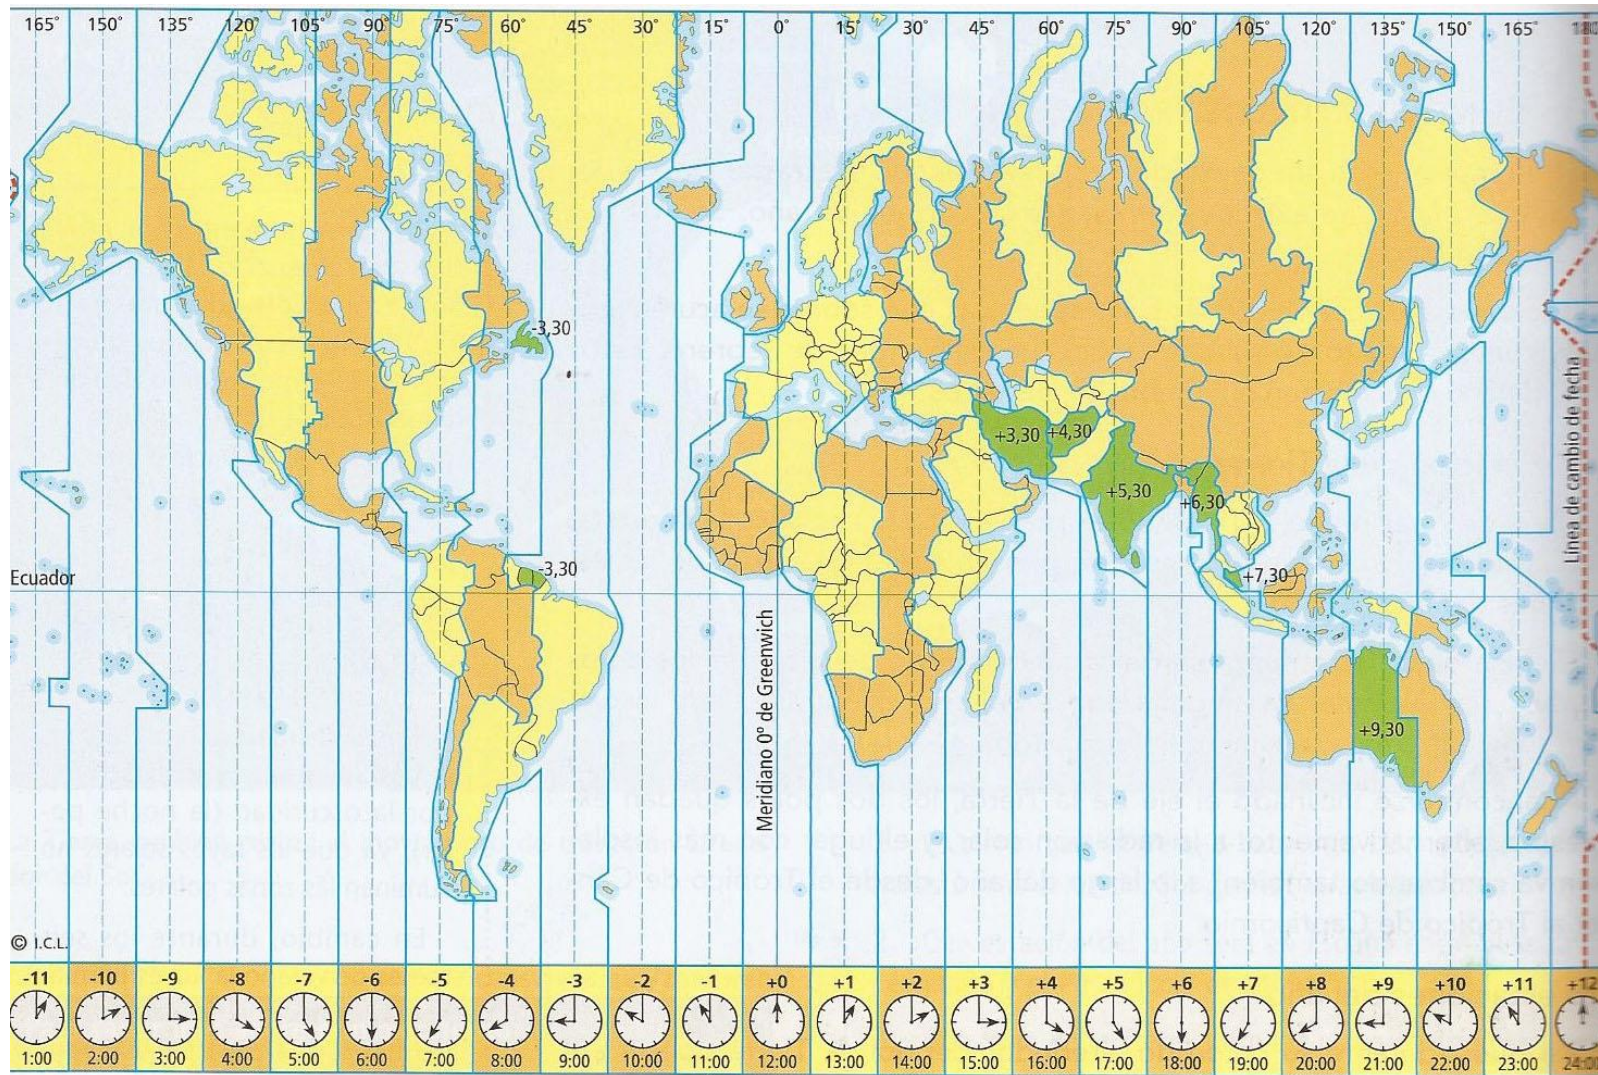 165° 150° 135° 120° 105° 90° 75° 60° 45° 30° 15° 0° 15° 30° 45° 60° 75° 90° 105° 120° 135° 150° 165° 180
-3,30
Línea de cambio de fecha
+3,30
+4,30
+5,30
+6,30
-3,30
Ecuador
+7,30
Meridiano 0º de Greenwich
+9,30
© I.C.L.
-11 -10 -9 -8 -7 -6 -5 -4 -3 -2 -1 +0 +1 +2 +3 +4 +5 +6 +7 +8 +9 +10 +11 +12
1:00 2:00 3:00 4:00 5:00 6:00 7:00 8:00 9:00 10:00 11:00 12:00 13:00 14:00 15:00 16:00 17:00 18:00 19:00 20:00 21:00 22:00 23:00 24:00